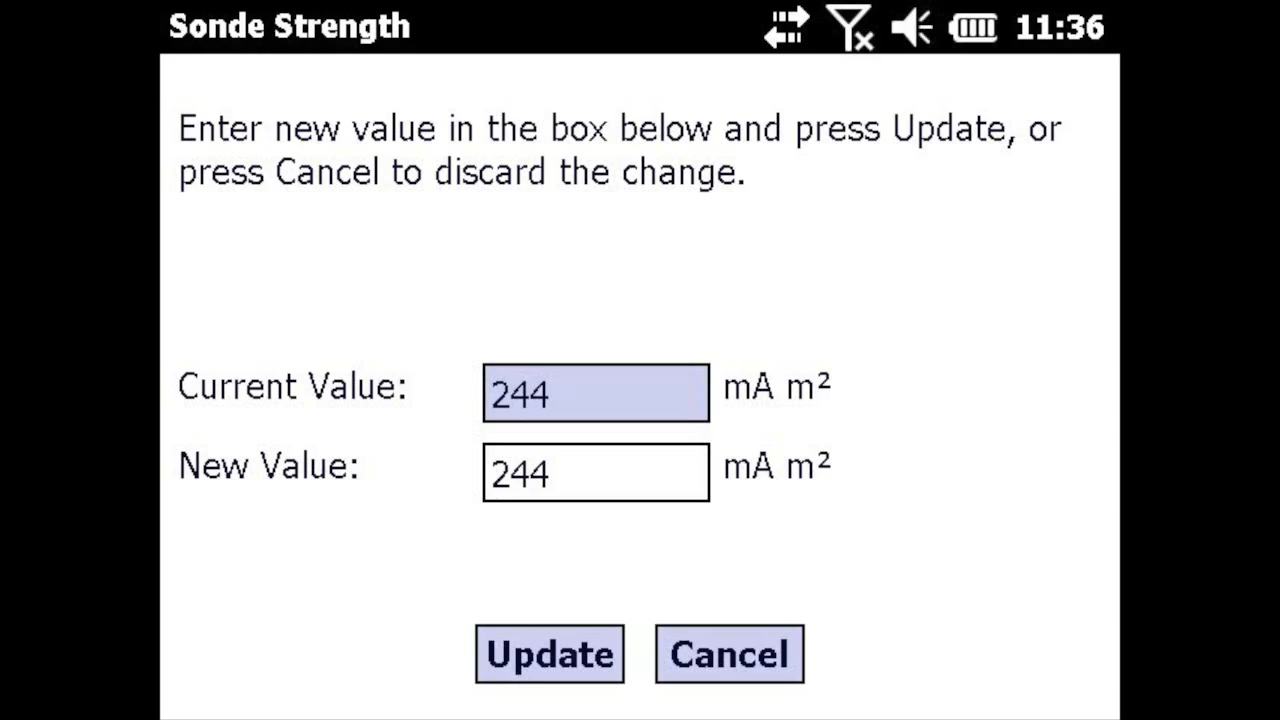 Sonde Strength 11:36
Enter new value in the box below and press Update, or
press Cancel to discard the change.
Current Value: 244 mA m²
New Value: 244 mA m²
Update Cancel